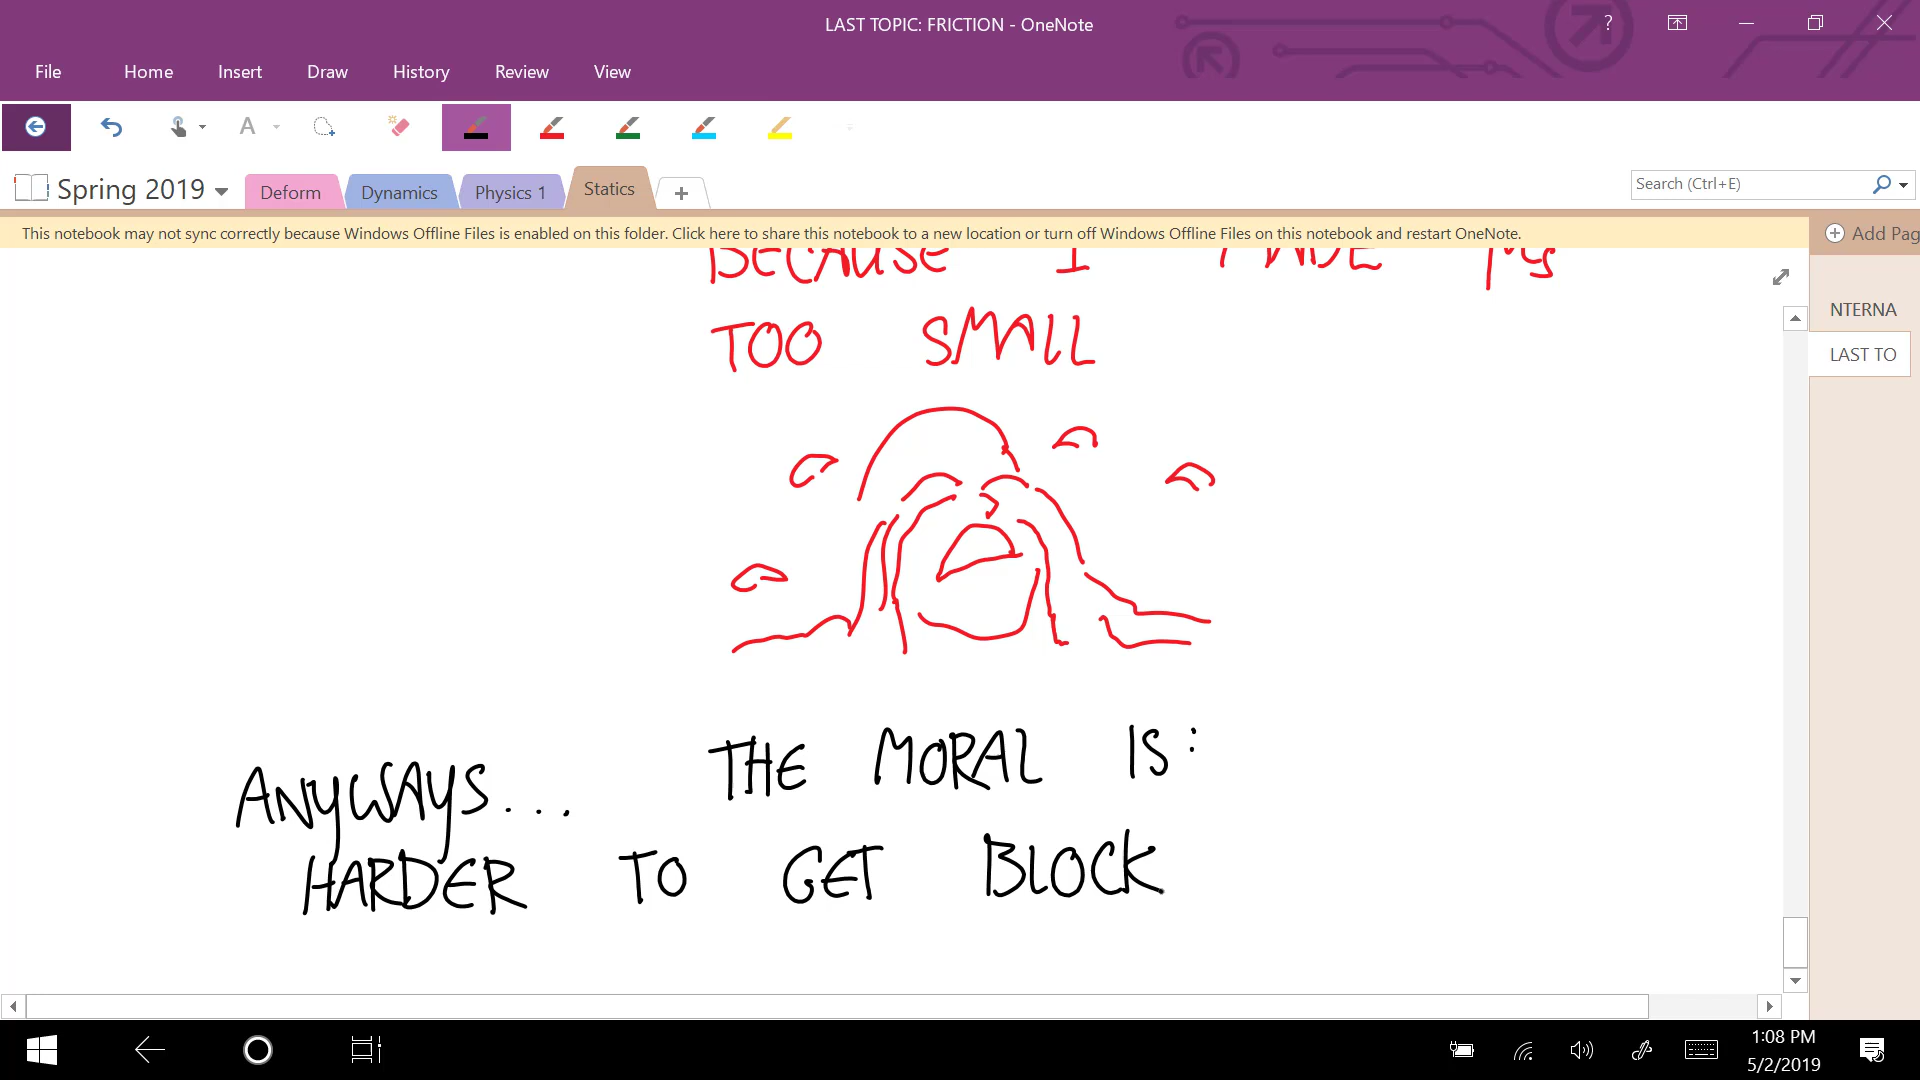 LAST TOPIC: FRICTION - OneNote
?
File Home Insert Draw History Review View
A
Spring 2019 Deform Dynamics Physics 1 Statics +
Search (Ctrl+E)
This notebook may not sync correctly because Windows Offline Files is enabled on this folder. Click here to share this notebook to a new location or turn off Windows Offline Files on this notebook and restart OneNote.
Add Pag
BECAUSE I MADE μs
TOO SMALL
NTERNA
LAST TO
ANYWAYS... THE MORAL IS:
HARDER TO GET BLOCK
1:08 PM
5/2/2019